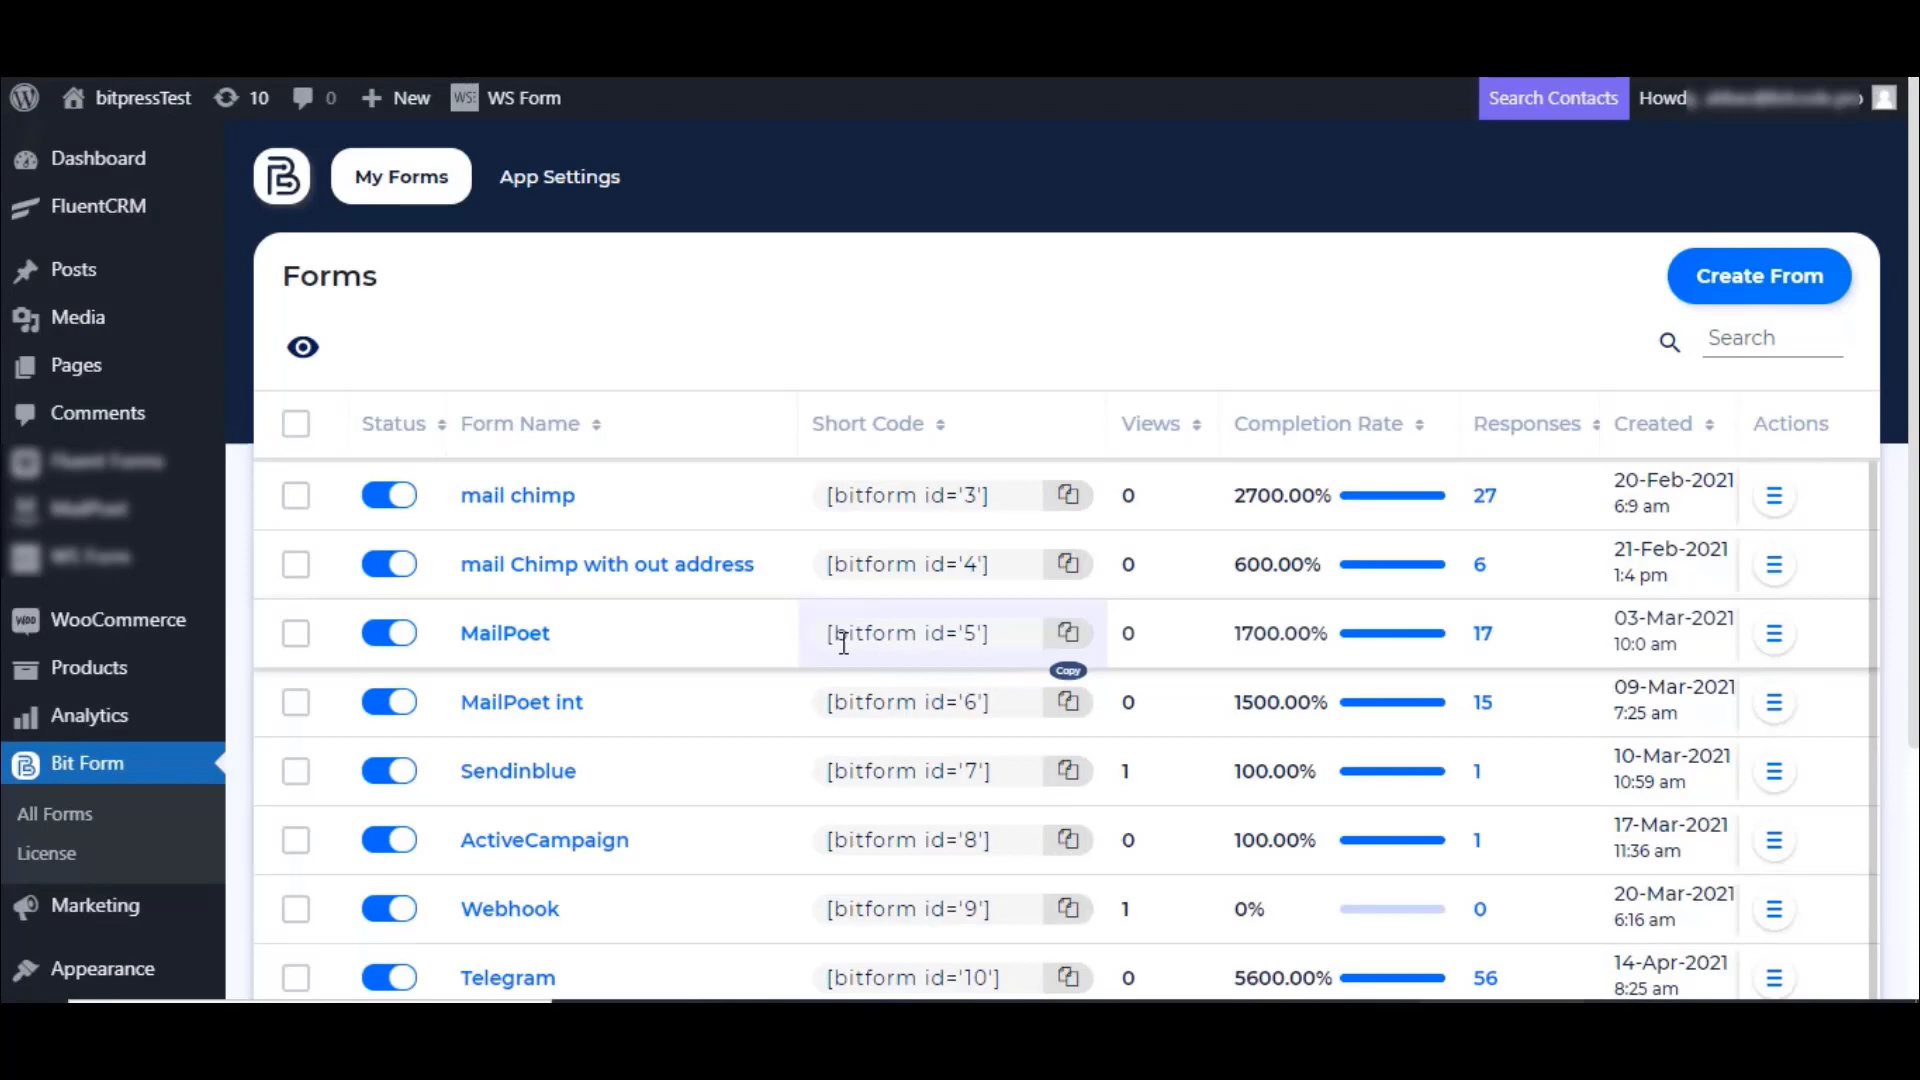 bitpressTest 10 0 New WS Form Search Contacts Howd
Dashboard
FluentCRM
Posts
Media
Pages
Comments
WooCommerce
Products
Analytics
Bit Form
All Forms
License
Marketing
Appearance
My Forms App Settings
Forms Create From
Search
Status Form Name Short Code Views Completion Rate Responses Created Actions
mail chimp [bitform id='3'] 0 2700.00% 27 20-Feb-2021
6:9 am
mail Chimp with out address [bitform id='4'] 0 600.00% 6 21-Feb-2021
1:4 pm
MailPoet [bitform id='5'] 0 1700.00% 17 03-Mar-2021
10:0 am
Copy
MailPoet int [bitform id='6'] 0 1500.00% 15 09-Mar-2021
7:25 am
Sendinblue [bitform id='7'] 1 100.00% 1 10-Mar-2021
10:59 am
ActiveCampaign [bitform id='8'] 0 100.00% 1 17-Mar-2021
11:36 am
Webhook [bitform id='9'] 1 0% 0 20-Mar-2021
6:16 am
Telegram [bitform id='10'] 0 5600.00% 56 14-Apr-2021
8:25 am